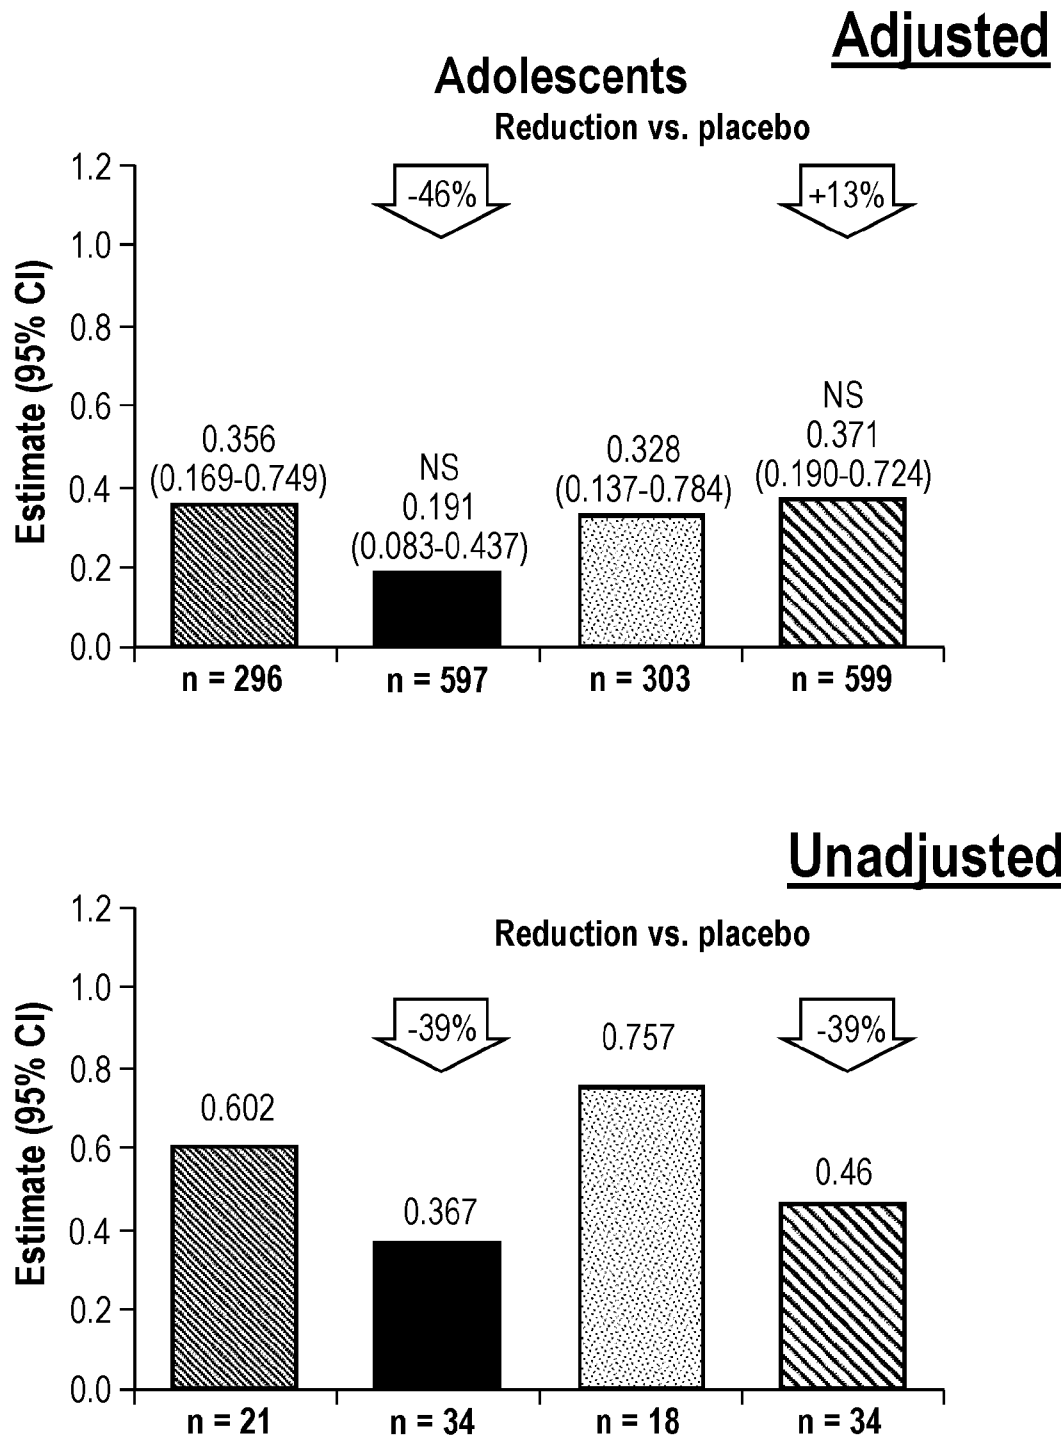 Adjusted
Adolescents
Reduction vs. placebo
Estimate (95% CI)
1.2
1.0
0.8
0.6
0.4
0.2
0.0
-46%
+13%
0.356
(0.169-0.749)
NS
0.191
(0.083-0.437)
0.328
(0.137-0.784)
NS
0.371
(0.190-0.724)
n = 296
n = 597
n = 303
n = 599
Unadjusted
Reduction vs. placebo
Estimate (95% CI)
1.2
1.0
0.8
0.6
0.4
0.2
0.0
-39%
-39%
0.602
0.367
0.757
0.46
n = 21
n = 34
n = 18
n = 34